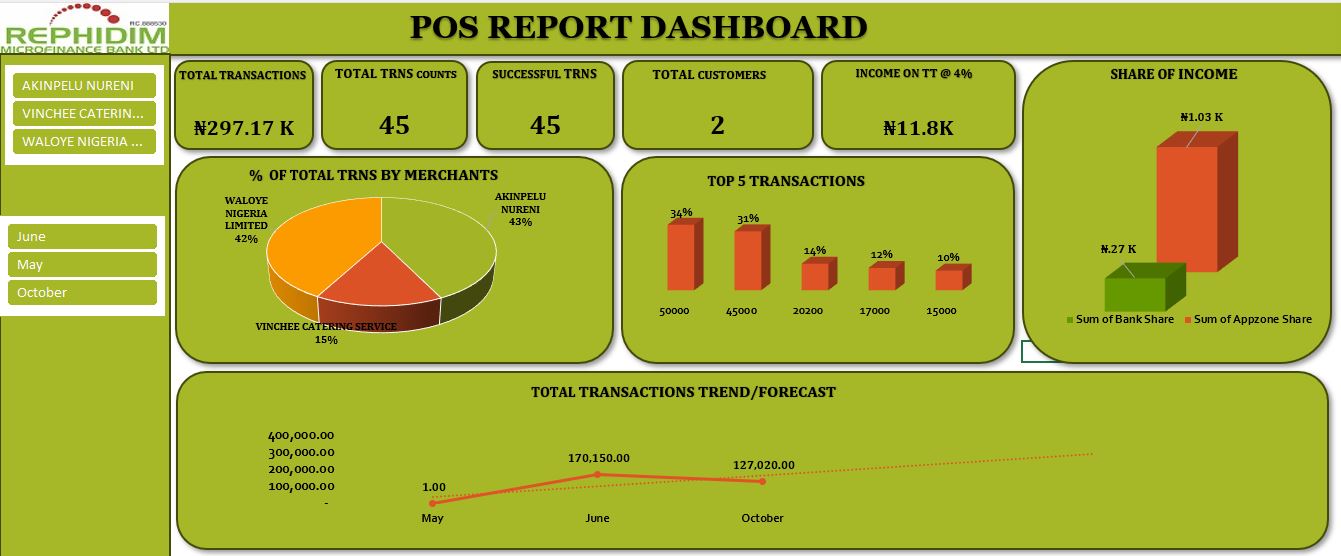 REPHIDIM
RC.888530
MICROFINANCE BANK LTD
POS REPORT DASHBOARD
AKINPELU NURENI
VINCHEE CATERIN...
WALOYE NIGERIA ...
June
May
October
TOTAL TRANSACTIONS
₦297.17 K
TOTAL TRNS COUNTS
45
SUCCESSFUL TRNS
45
TOTAL CUSTOMERS
2
INCOME ON TT @ 4%
₦11.8K
SHARE OF INCOME
₦1.03 K
₦.27 K
Sum of Bank Share
Sum of Appzone Share
% OF TOTAL TRNS BY MERCHANTS
WALOYE
NIGERIA
LIMITED
42%
AKINPELU
NURENI
43%
VINCHEE CATERING SERVICE
15%
TOP 5 TRANSACTIONS
34%
31%
14%
12%
10%
50000
45000
20200
17000
15000
TOTAL TRANSACTIONS TREND/FORECAST
400,000.00
300,000.00
200,000.00
100,000.00
-
1.00
170,150.00
127,020.00
May
June
October